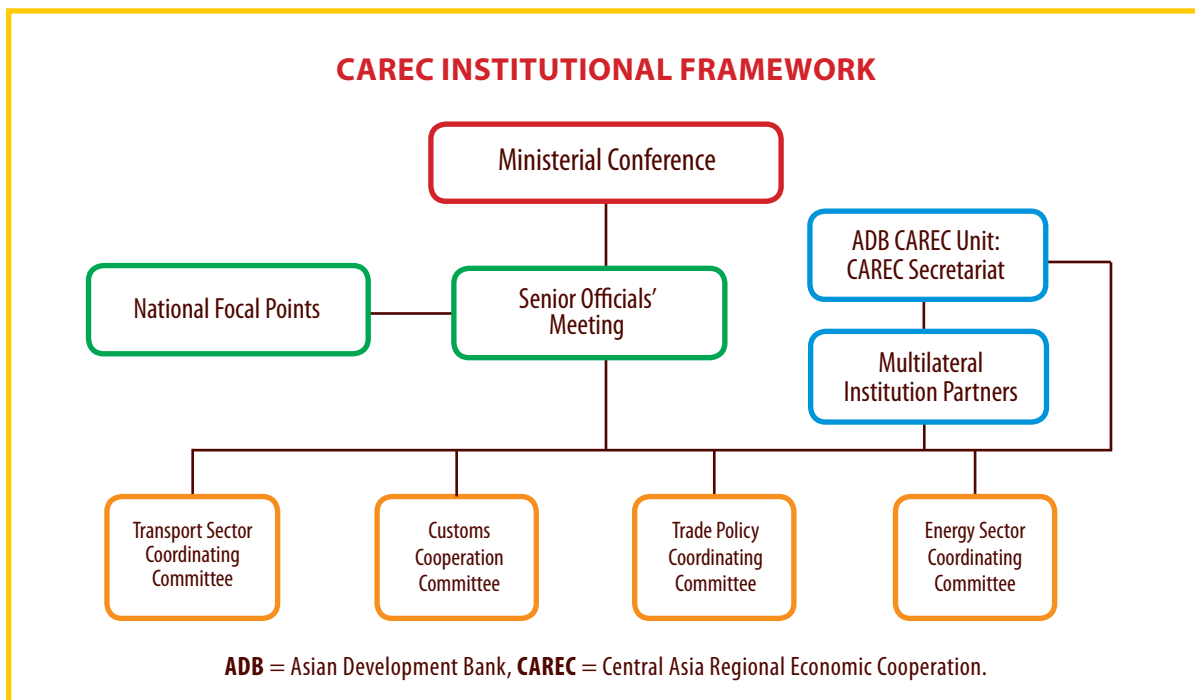 CAREC INSTITUTIONAL FRAMEWORK
Ministerial Conference
ADB CAREC Unit:
CAREC Secretariat
National Focal Points
Senior Officials’
Meeting
Multilateral
Institution Partners
Transport Sector
Coordinating
Committee
Customs
Cooperation
Committee
Trade Policy
Coordinating
Committee
Energy Sector
Coordinating
Committee
ADB = Asian Development Bank, CAREC = Central Asia Regional Economic Cooperation.